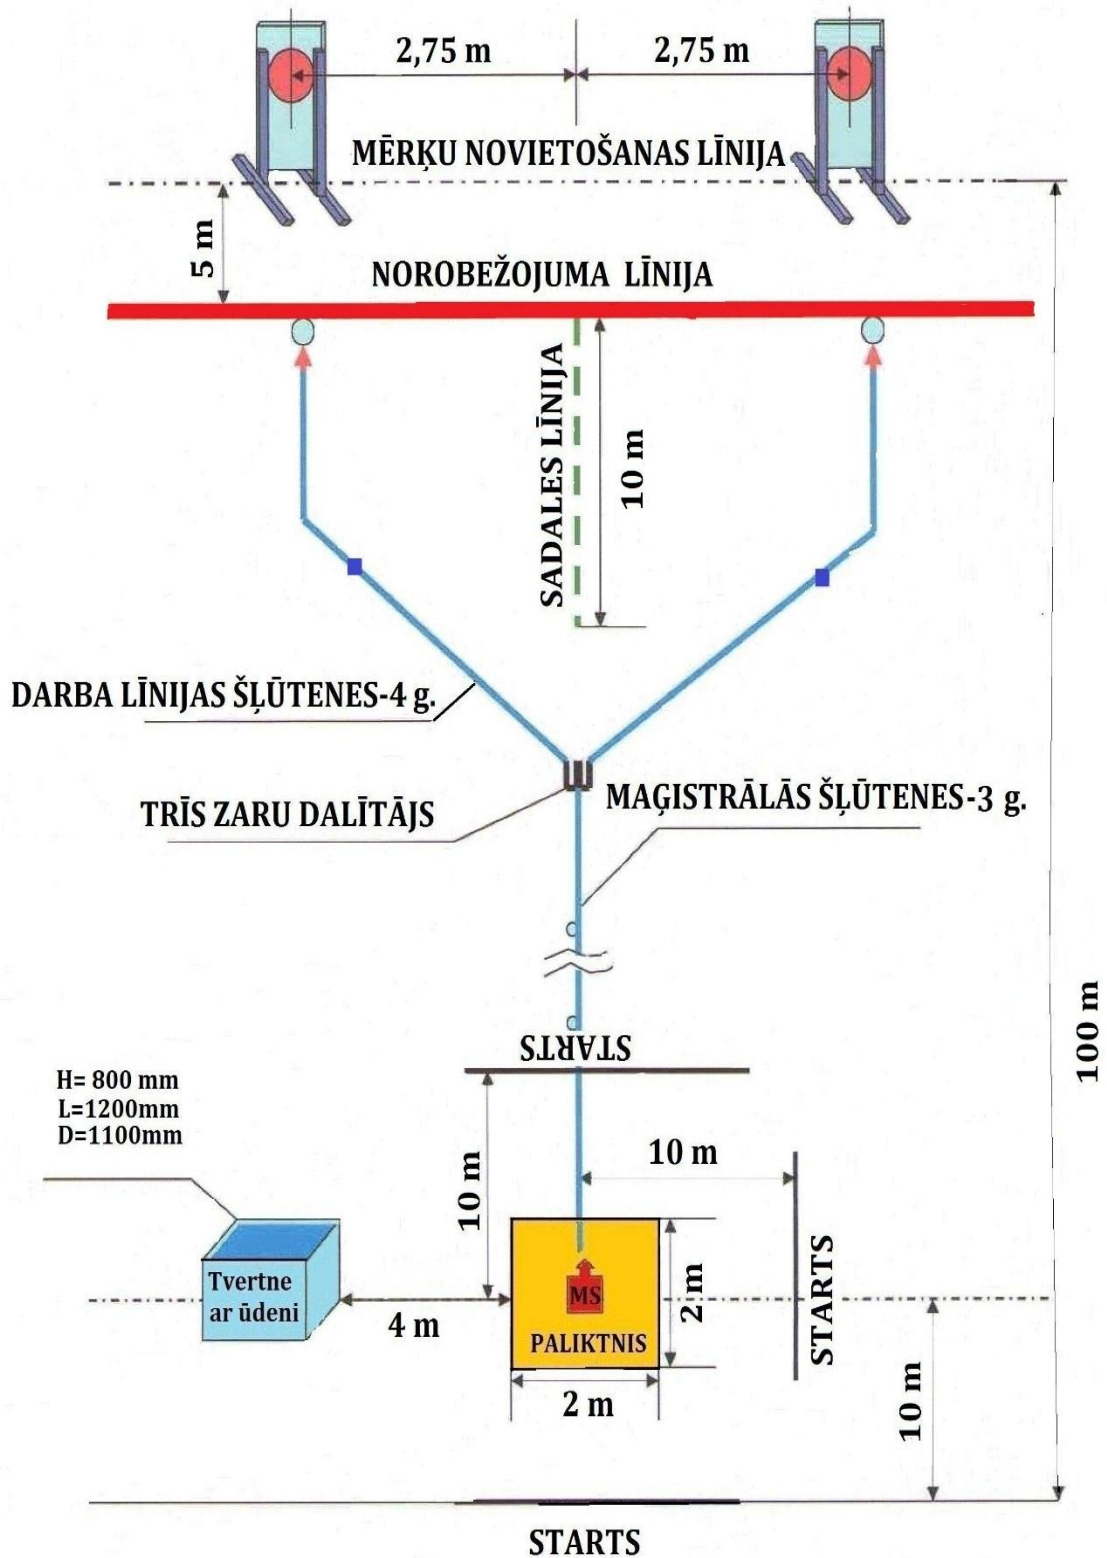 2,75 m
2,75 m
MĒRĶU NOVIETOŠANAS LĪNIJA
5 m
NOROBEŽOJUMA LĪNIJA
SADALES LĪNIJA
10 m
DARBA LĪNIJAS ŠĻŪTENES-4 g.
TRĪS ZARU DALĪTĀJS
MAĢISTRĀLĀS ŠĻŪTENES-3 g.
100 m
STARTS
H= 800 mm
L=1200mm
D=1100mm
10 m
10 m
Tvertne
ar ūdeni
4 m
MS
PALIKTNIS
2 m
2 m
STARTS
10 m
STARTS